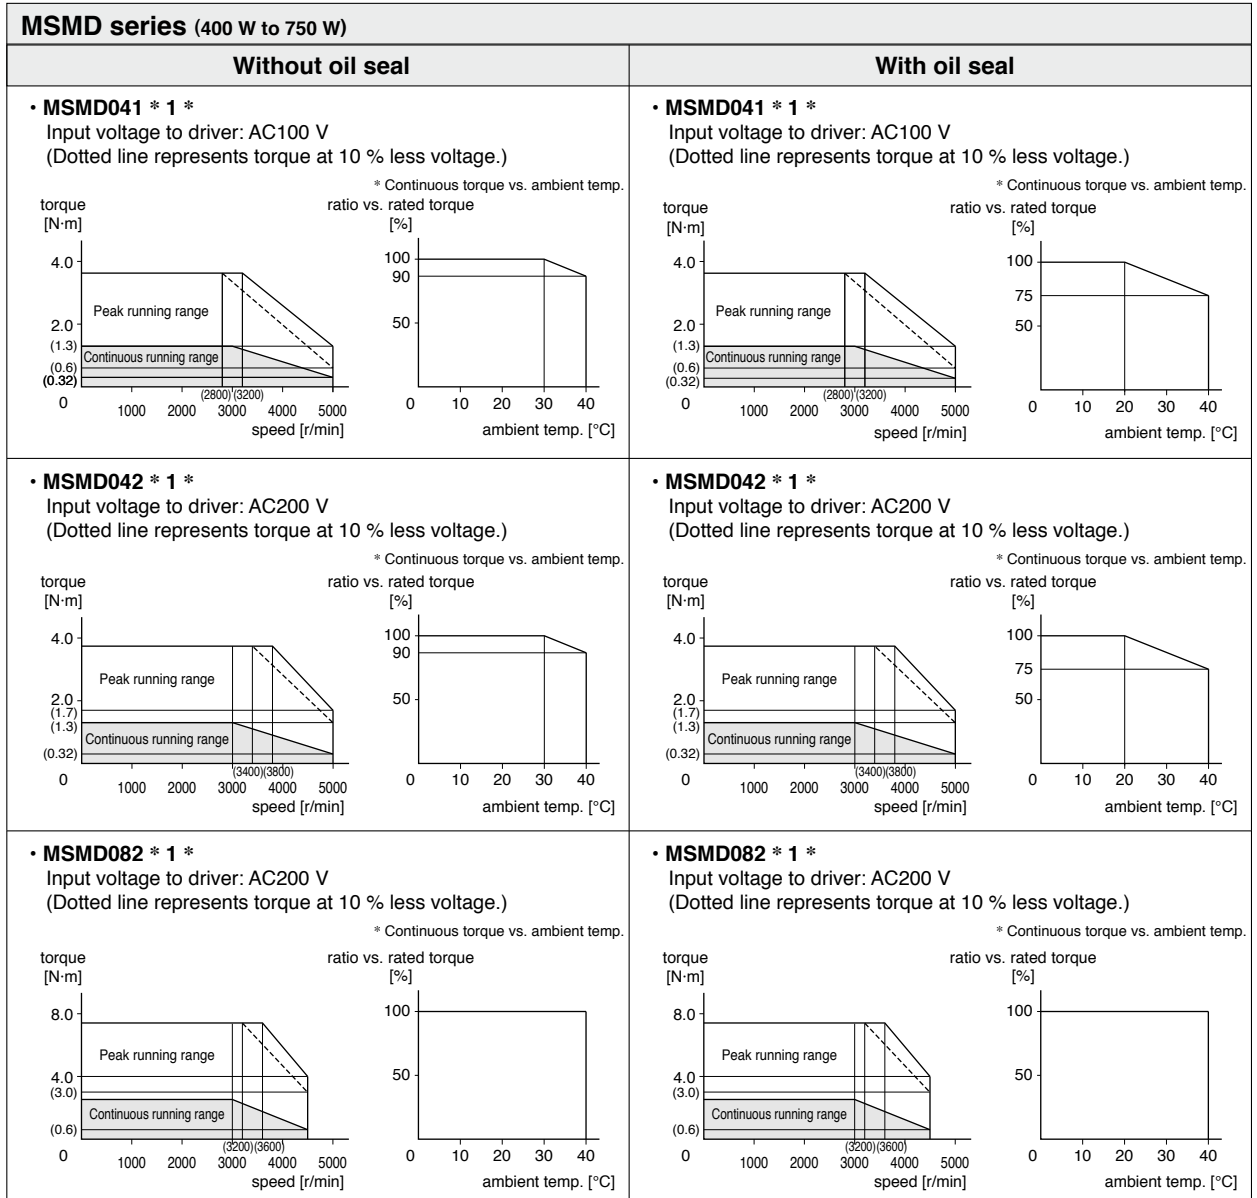 MSMD series (400 W to 750 W)
Without oil seal
With oil seal
・MSMD041 * 1 *
Input voltage to driver: AC100 V
(Dotted line represents torque at 10 % less voltage.)
* Continuous torque vs. ambient temp.
torque
[N·m]
4.0
2.0
(1.3)
(0.6)
(0.32)
0
Peak running range
Continuous running range
(2800) (3200)
1000 2000 3000 4000 5000
speed [r/min]
ratio vs. rated torque
[%]
100
90
50
0 10 20 30 40
ambient temp. [°C]
・MSMD041 * 1 *
Input voltage to driver: AC100 V
(Dotted line represents torque at 10 % less voltage.)
* Continuous torque vs. ambient temp.
torque
[N·m]
4.0
2.0
(1.3)
(0.6)
(0.32)
0
Peak running range
Continuous running range
(2800) (3200)
1000 2000 3000 4000 5000
speed [r/min]
ratio vs. rated torque
[%]
100
75
50
0 10 20 30 40
ambient temp. [°C]
・MSMD042 * 1 *
Input voltage to driver: AC200 V
(Dotted line represents torque at 10 % less voltage.)
* Continuous torque vs. ambient temp.
torque
[N·m]
4.0
2.0
(1.7)
(1.3)
(0.32)
0
Peak running range
Continuous running range
(3400)(3800)
1000 2000 3000 4000 5000
speed [r/min]
ratio vs. rated torque
[%]
100
90
50
0 10 20 30 40
ambient temp. [°C]
・MSMD042 * 1 *
Input voltage to driver: AC200 V
(Dotted line represents torque at 10 % less voltage.)
* Continuous torque vs. ambient temp.
torque
[N·m]
4.0
2.0
(1.7)
(1.3)
(0.32)
0
Peak running range
Continuous running range
(3400)(3800)
1000 2000 3000 4000 5000
speed [r/min]
ratio vs. rated torque
[%]
100
75
50
0 10 20 30 40
ambient temp. [°C]
・MSMD082 * 1 *
Input voltage to driver: AC200 V
(Dotted line represents torque at 10 % less voltage.)
* Continuous torque vs. ambient temp.
torque
[N·m]
8.0
4.0
(3.0)
(0.6)
0
Peak running range
Continuous running range
(3200)(3600)
1000 2000 3000 4000 5000
speed [r/min]
ratio vs. rated torque
[%]
100
50
0 10 20 30 40
ambient temp. [°C]
・MSMD082 * 1 *
Input voltage to driver: AC200 V
(Dotted line represents torque at 10 % less voltage.)
* Continuous torque vs. ambient temp.
torque
[N·m]
8.0
4.0
(3.0)
(0.6)
0
Peak running range
Continuous running range
(3200)(3600)
1000 2000 3000 4000 5000
speed [r/min]
ratio vs. rated torque
[%]
100
50
0 10 20 30 40
ambient temp. [°C]